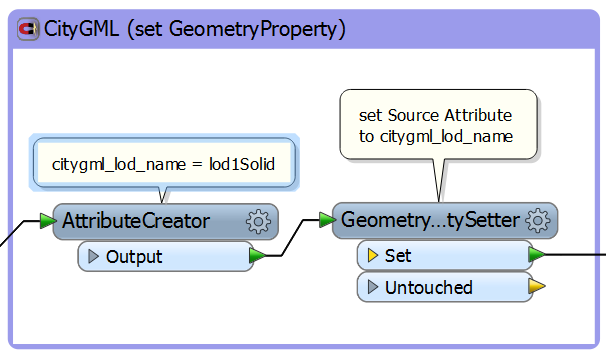 CityGML (set GeometryProperty)
set Source Attribute
to citygml_lod_name
citygml_lod_name = lod1Solid
AttributeCreator
Geometry...tySetter
Output
Set
Untouched